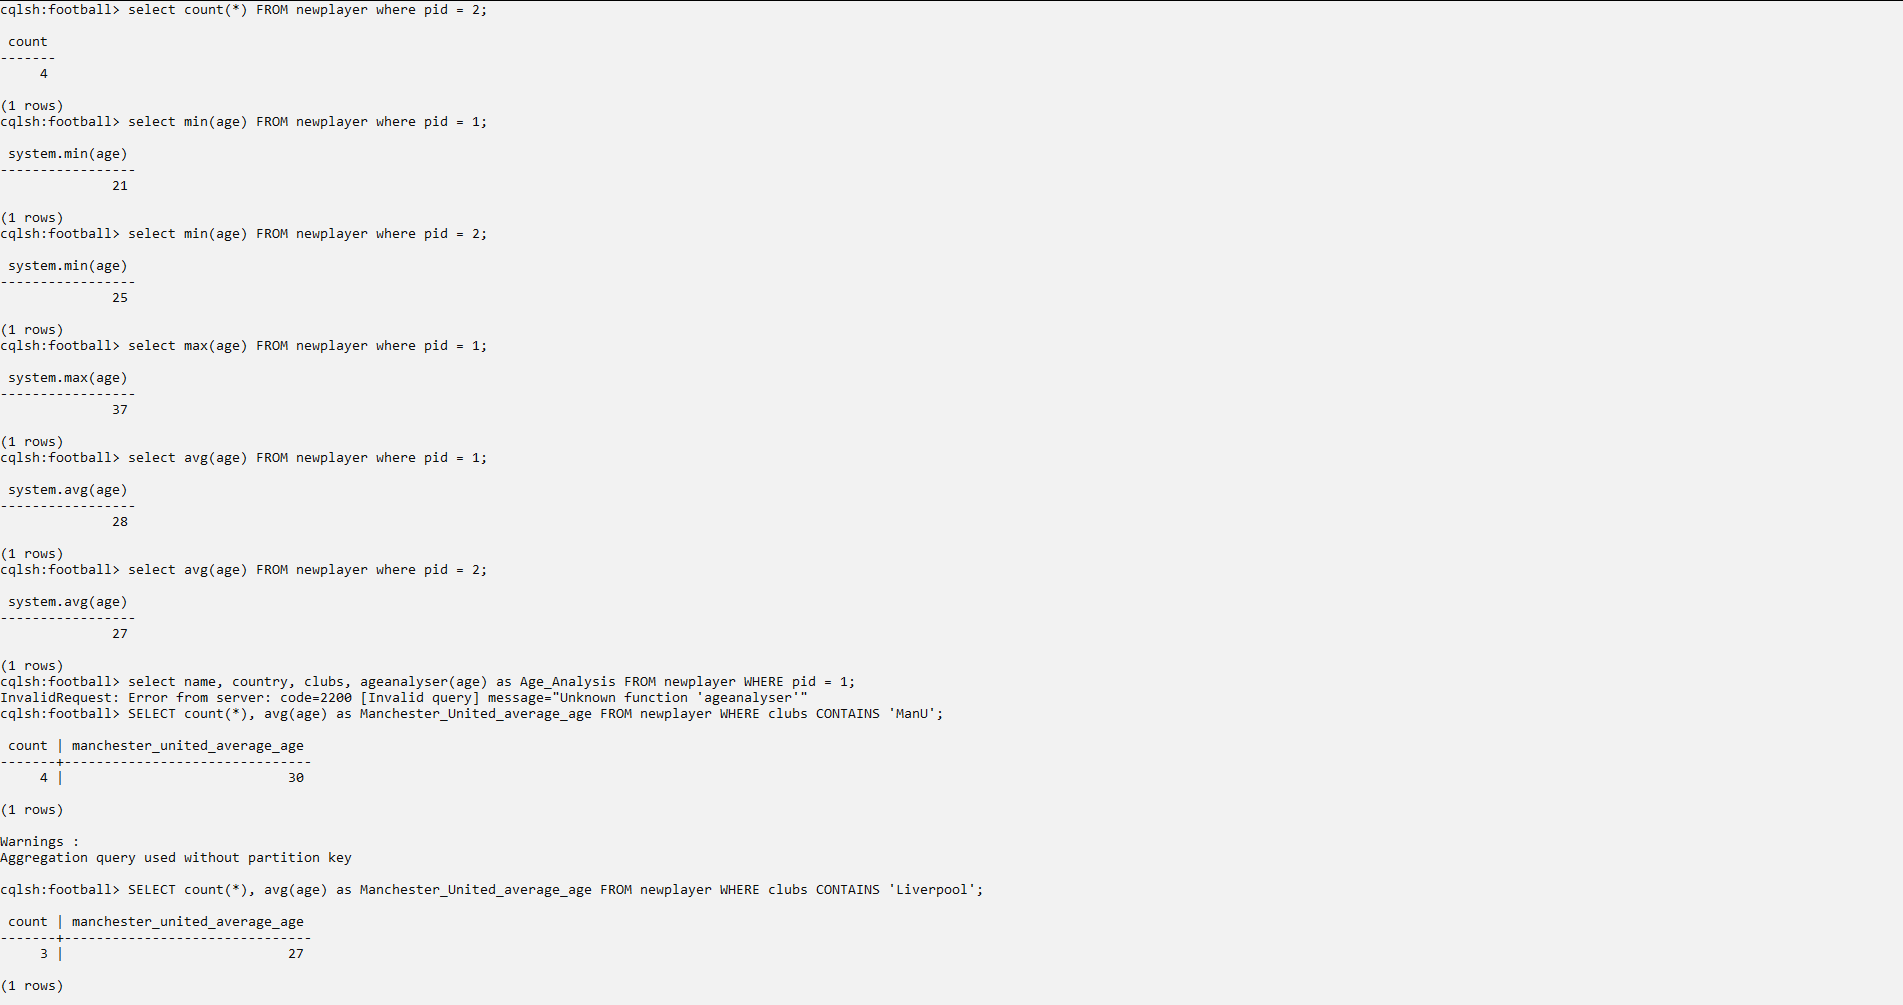 cqlsh:football> select count(*) FROM newplayer where pid = 2;
count
-------
4
(1 rows)
cqlsh:football> select min(age) FROM newplayer where pid = 1;
system.min(age)
-----------------
21
(1 rows)
cqlsh:football> select min(age) FROM newplayer where pid = 2;
system.min(age)
-----------------
25
(1 rows)
cqlsh:football> select max(age) FROM newplayer where pid = 1;
system.max(age)
-----------------
37
(1 rows)
cqlsh:football> select avg(age) FROM newplayer where pid = 1;
system.avg(age)
-----------------
28
(1 rows)
cqlsh:football> select avg(age) FROM newplayer where pid = 2;
system.avg(age)
-----------------
27
(1 rows)
cqlsh:football> select name, country, clubs, ageanalyser(age) as Age_Analysis FROM newplayer WHERE pid = 1;
InvalidRequest: Error from server: code=2200 [Invalid query] message="Unknown function 'ageanalyser'"
cqlsh:football> SELECT count(*), avg(age) as Manchester_United_average_age FROM newplayer WHERE clubs CONTAINS 'ManU';
count | manchester_united_average_age
-------+-------------------------------
4 | 30
(1 rows)
Warnings :
Aggregation query used without partition key
cqlsh:football> SELECT count(*), avg(age) as Manchester_United_average_age FROM newplayer WHERE clubs CONTAINS 'Liverpool';
count | manchester_united_average_age
-------+-------------------------------
3 | 27
(1 rows)